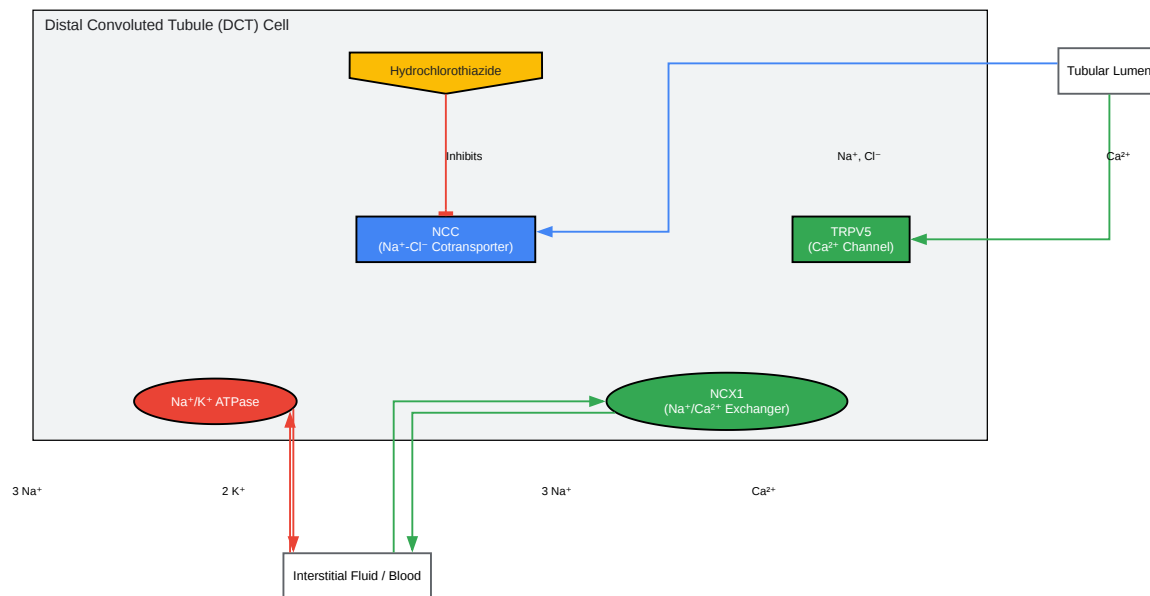 Distal Convoluted Tubule (DCT) Cell
Hydrochlorothiazide
Tubular Lumen
Inhibits
Na⁺, Cl⁻
Ca²⁺
NCC
(Na⁺-Cl⁻ Cotransporter)
TRPV5
(Ca²⁺ Channel)
Na⁺/K⁺ ATPase
NCX1
(Na⁺/Ca²⁺ Exchanger)
3 Na⁺
2 K⁺
3 Na⁺
Ca²⁺
Interstitial Fluid / Blood